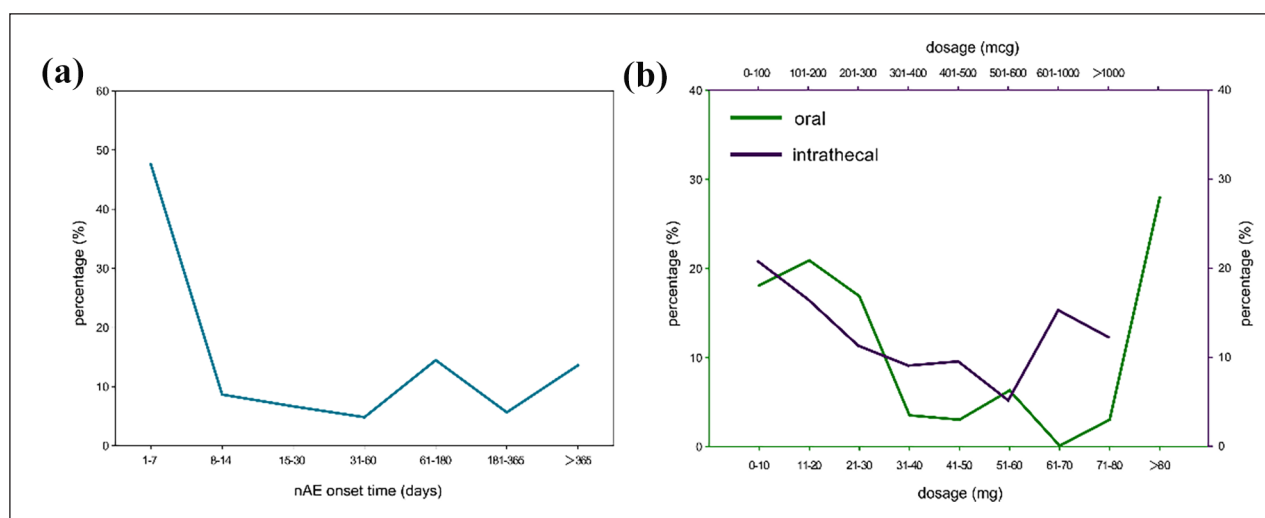 (a)
60
50
40
30
20
10
0
percentage (%)
1-7 8-14 15-30 31-60 61-180 181-365 >365
nAE onset time (days)
(b)
dosage (mcg)
0-100 101-200 201-300 301-400 401-500 501-600 601-1000 >1000
40
30
20
10
0
percentage (%)
oral
intrathecal
40
30
20
10
0
percentage (%)
0-10 11-20 21-30 31-40 41-50 51-60 61-70 71-80 >80
dosage (mg)